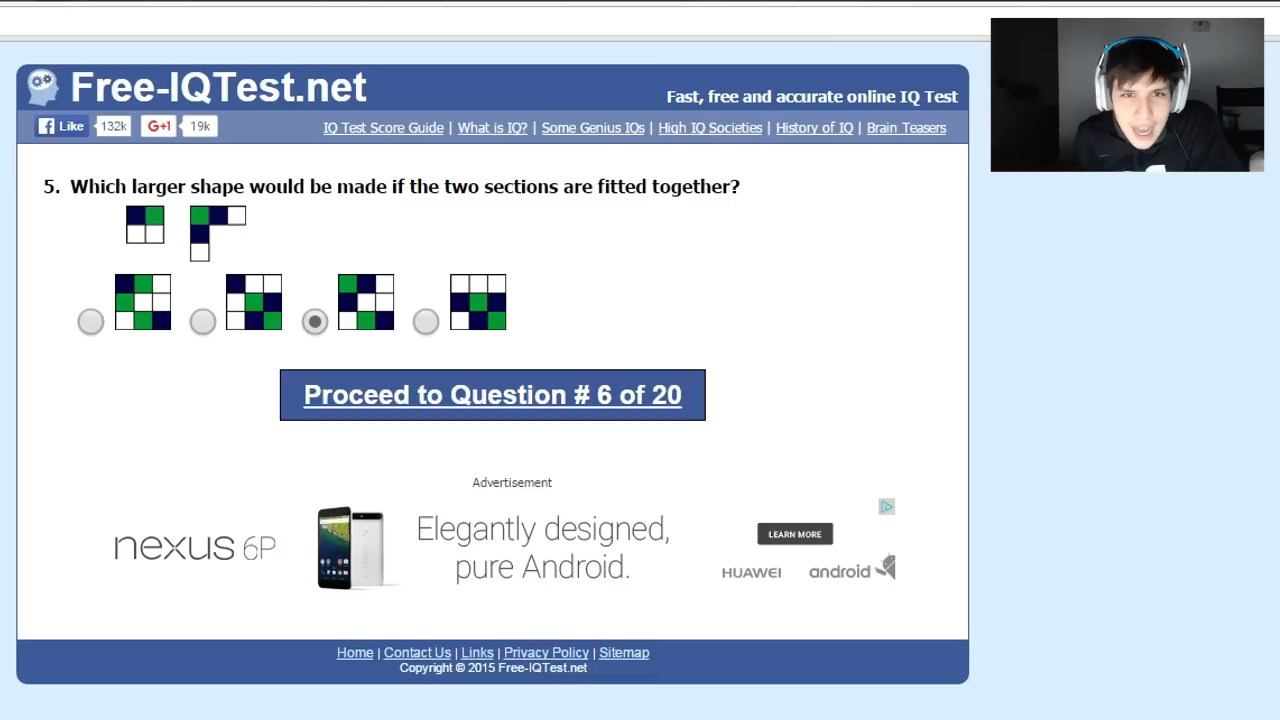 Free-IQTest.net
Fast, free and accurate online IQ Test
Like 132k G+1 19k
IQ Test Score Guide | What is IQ? | Some Genius IQs | High IQ Societies | History of IQ | Brain Teasers
5. Which larger shape would be made if the two sections are fitted together?
Proceed to Question # 6 of 20
Advertisement
nexus 6P
Elegantly designed,
pure Android.
LEARN MORE
HUAWEI android
Home | Contact Us | Links | Privacy Policy | Sitemap
Copyright © 2015 Free-IQTest.net